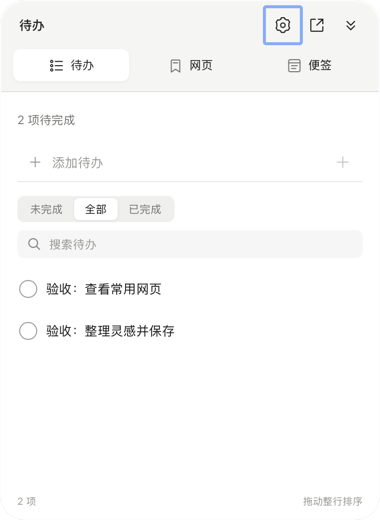 待办
待办 网页 便签
2 项待完成
添加待办
未完成 全部 已完成
搜索待办
验收：查看常用网页
验收：整理灵感并保存
2 项 拖动整行排序